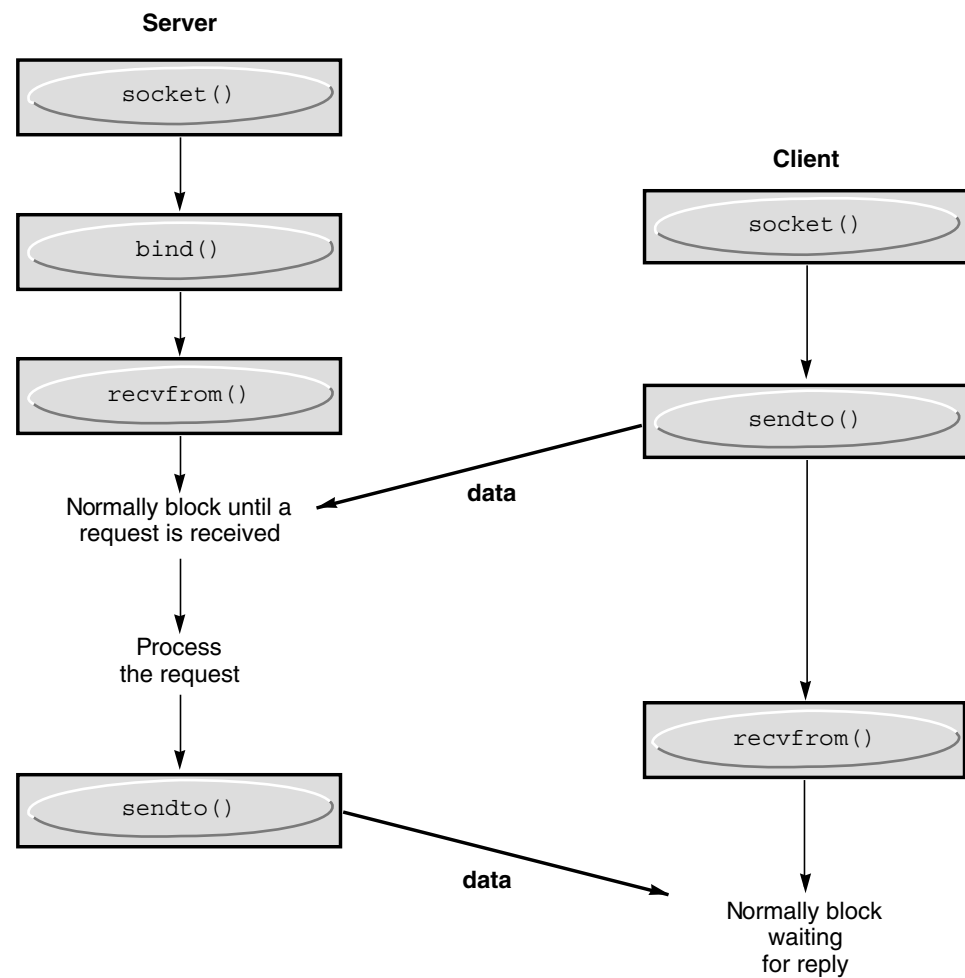 Server
socket()
bind()
recvfrom()
Normally block until a
request is received
Process
the request
sendto()
data
Client
socket()
sendto()
data
recvfrom()
Normally block
waiting
for reply